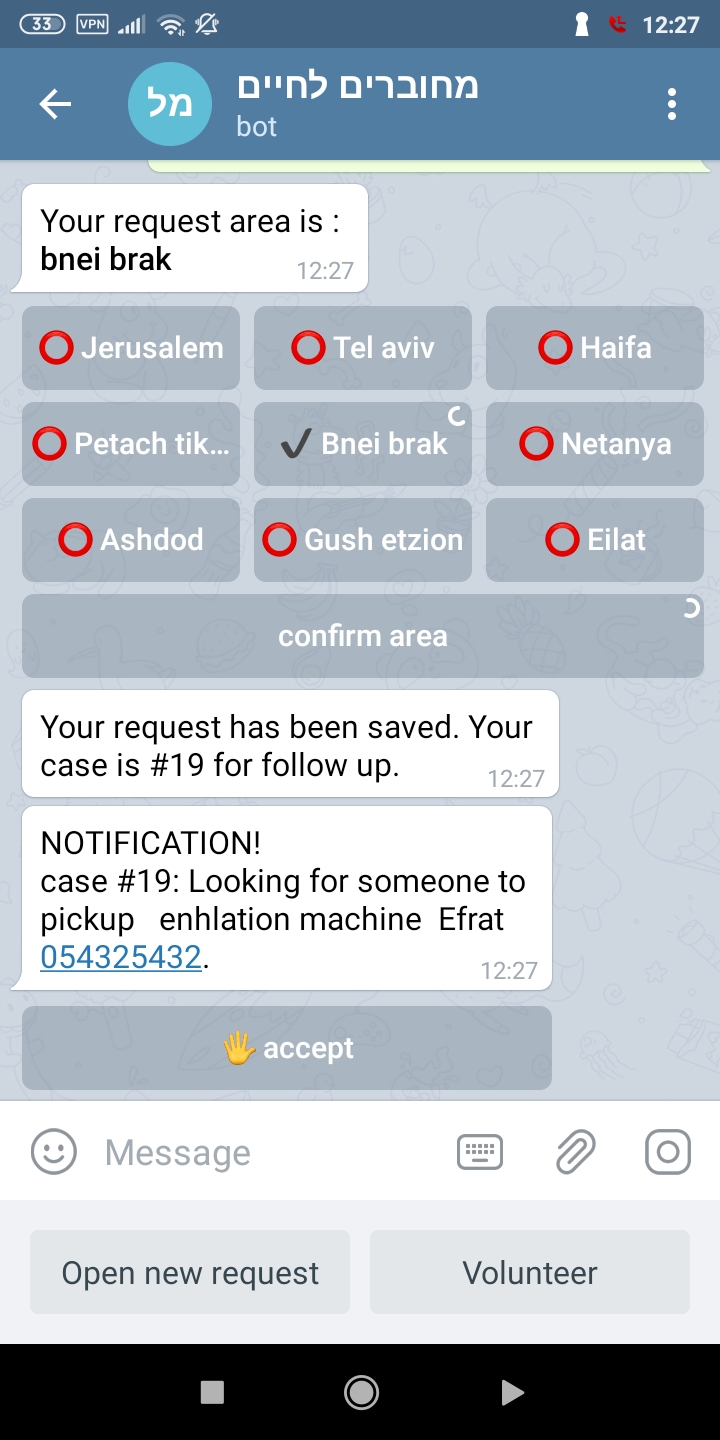 33 VPN 12:27
מל
מחוברים לחיים
bot
Your request area is :
bnei brak
12:27
⭕ Jerusalem
⭕ Tel aviv
⭕ Haifa
⭕ Petach tik...
✔ Bnei brak
⭕ Netanya
⭕ Ashdod
⭕ Gush etzion
⭕ Eilat
confirm area
Your request has been saved. Your
case is #19 for follow up.
12:27
NOTIFICATION!
case #19: Looking for someone to
pickup   enhlation machine  Efrat
054325432.
12:27
🖐 accept
Message
Open new request
Volunteer